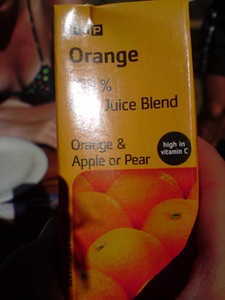 Orange
%
Juice Blend
Orange &
Apple or Pear
high in
vitamin C